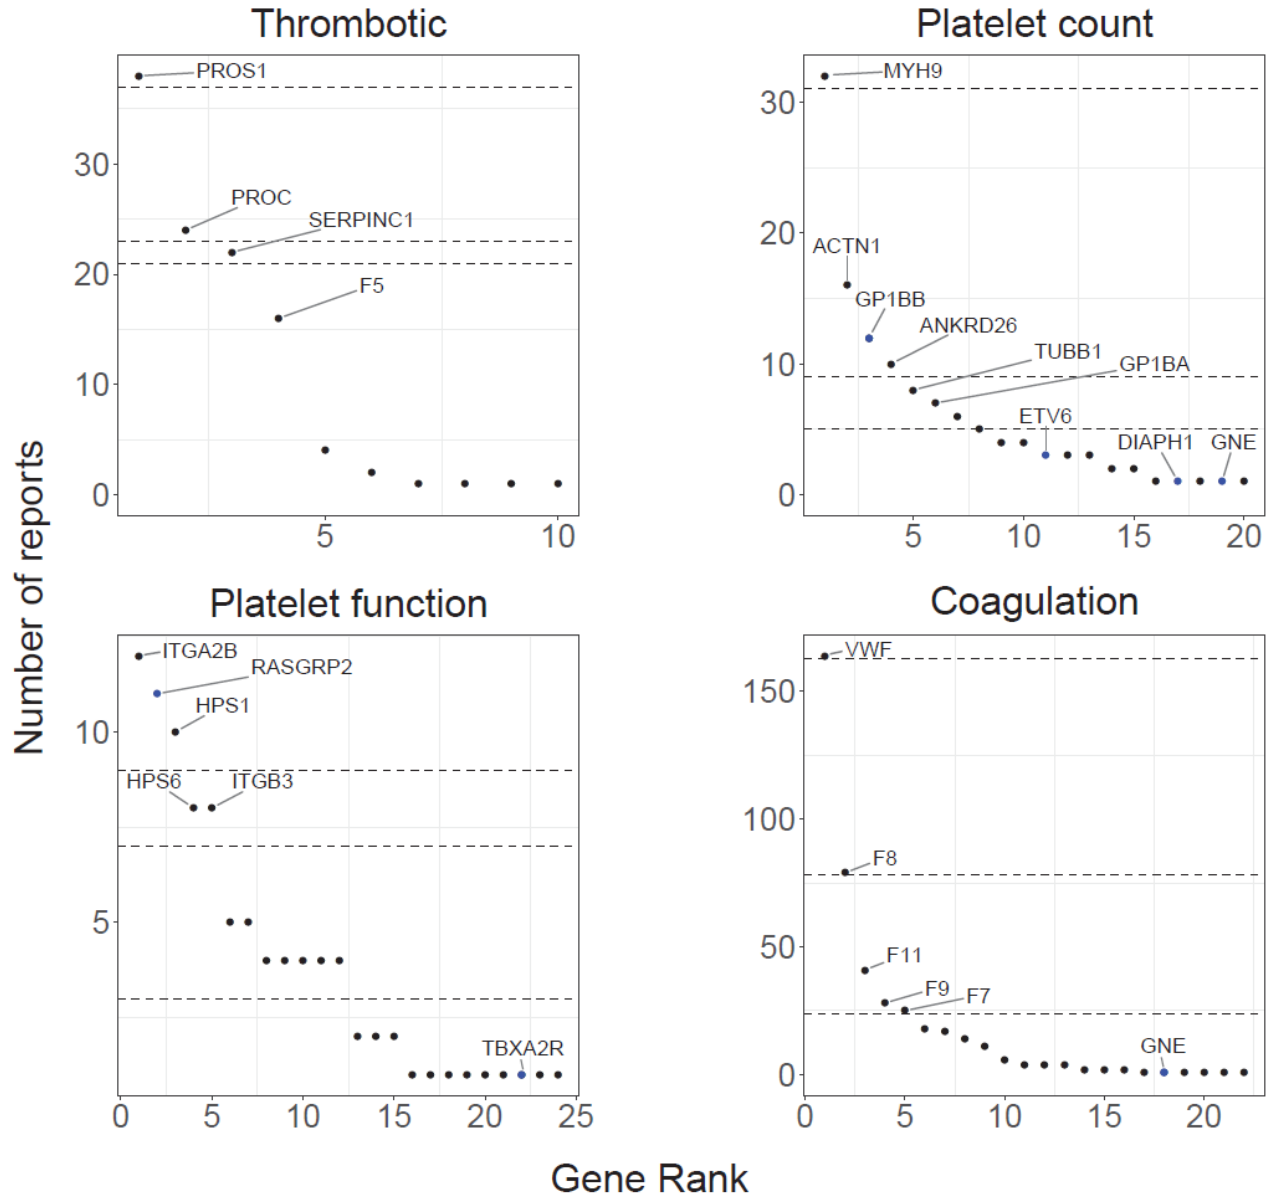 Thrombotic
Platelet count
PROS1
PROC
SERPINC1
F5
30
20
10
0
5
10
MYH9
ACTN1
GP1BB
ANKRD26
TUBB1
GP1BA
ETV6
DIAPH1
GNE
30
20
10
0
5
10
15
20
Number of reports
Platelet function
Coagulation
ITGA2B
RASGRP2
HPS1
HPS6
ITGB3
TBXA2R
10
5
0
5
10
15
20
25
VWF
F8
F11
F9
F7
GNE
150
100
50
0
0
5
10
15
20
Gene Rank